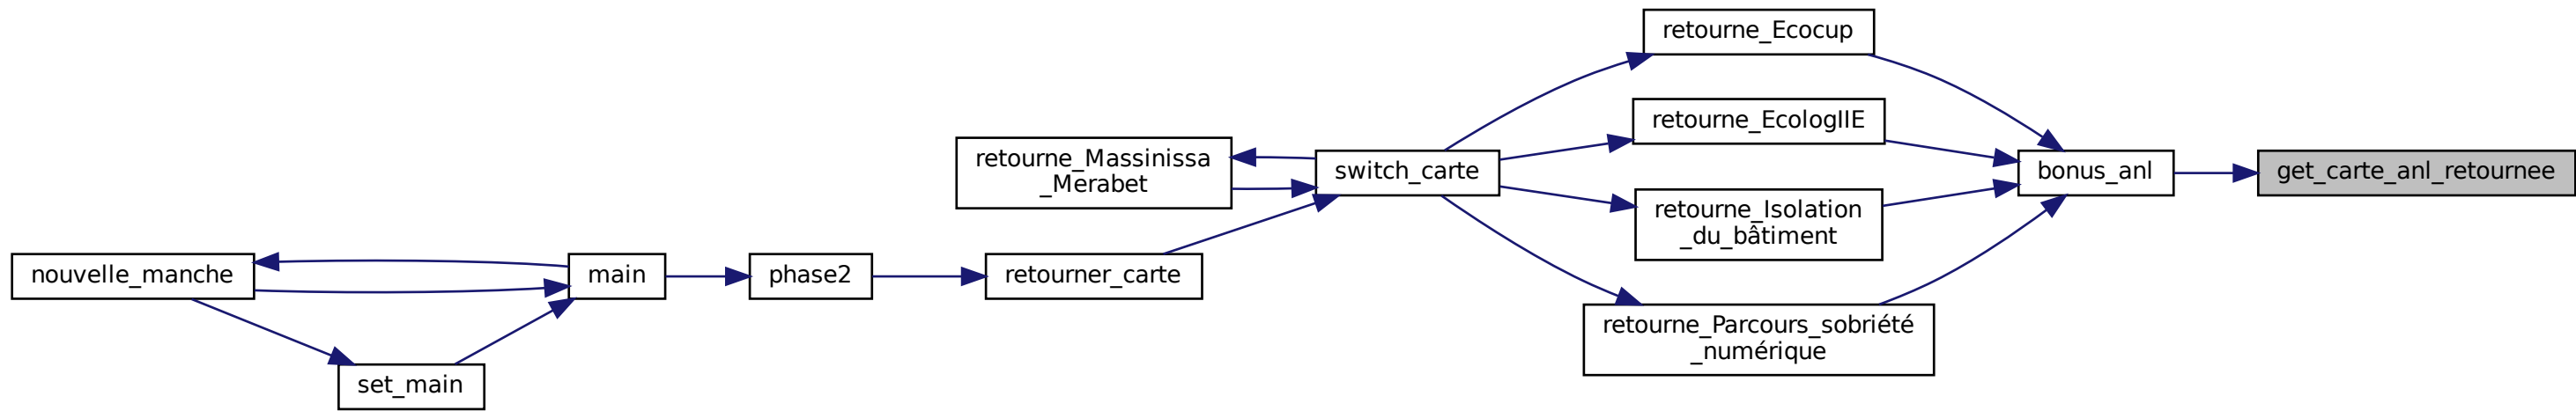 retourne_Ecocup
retourne_EcologIIE
retourne_Massinissa
_Merabet
switch_carte
bonus_anl
get_carte_anl_retournee
retourne_Isolation
_du_bâtiment
nouvelle_manche
main
phase2
retourner_carte
retourne_Parcours_sobriété
_numérique
set_main